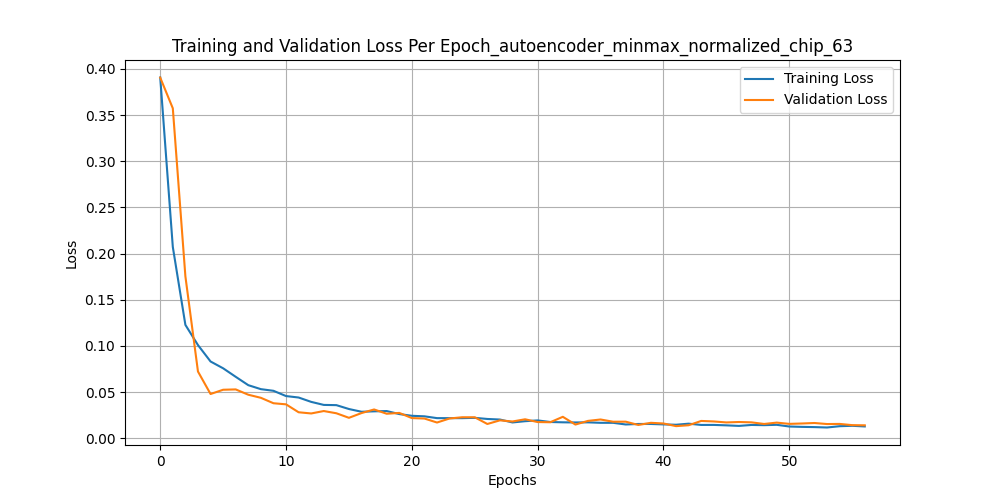 Training and Validation Loss Per Epoch_autoencoder_minmax_normalized_chip_63
Training Loss
Validation Loss
Loss
0.40
0.35
0.30
0.25
0.20
0.15
0.10
0.05
0.00
0 10 20 30 40 50
Epochs